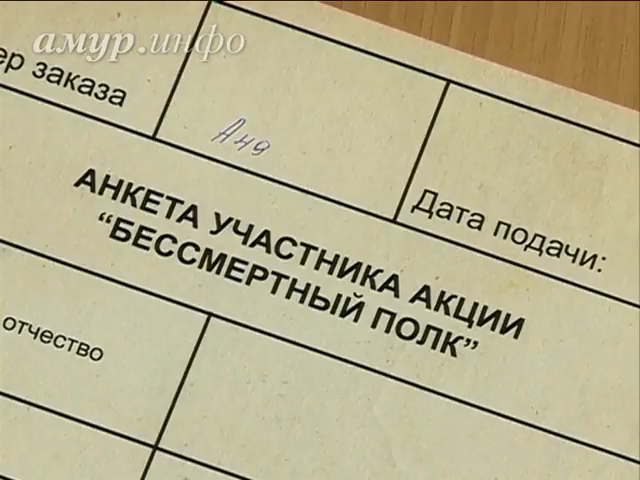 амур.инфо
ер заказа
А49
Дата подачи:
АНКЕТА УЧАСТНИКА АКЦИИ
“БЕССМЕРТНЫЙ ПОЛК”
отчество